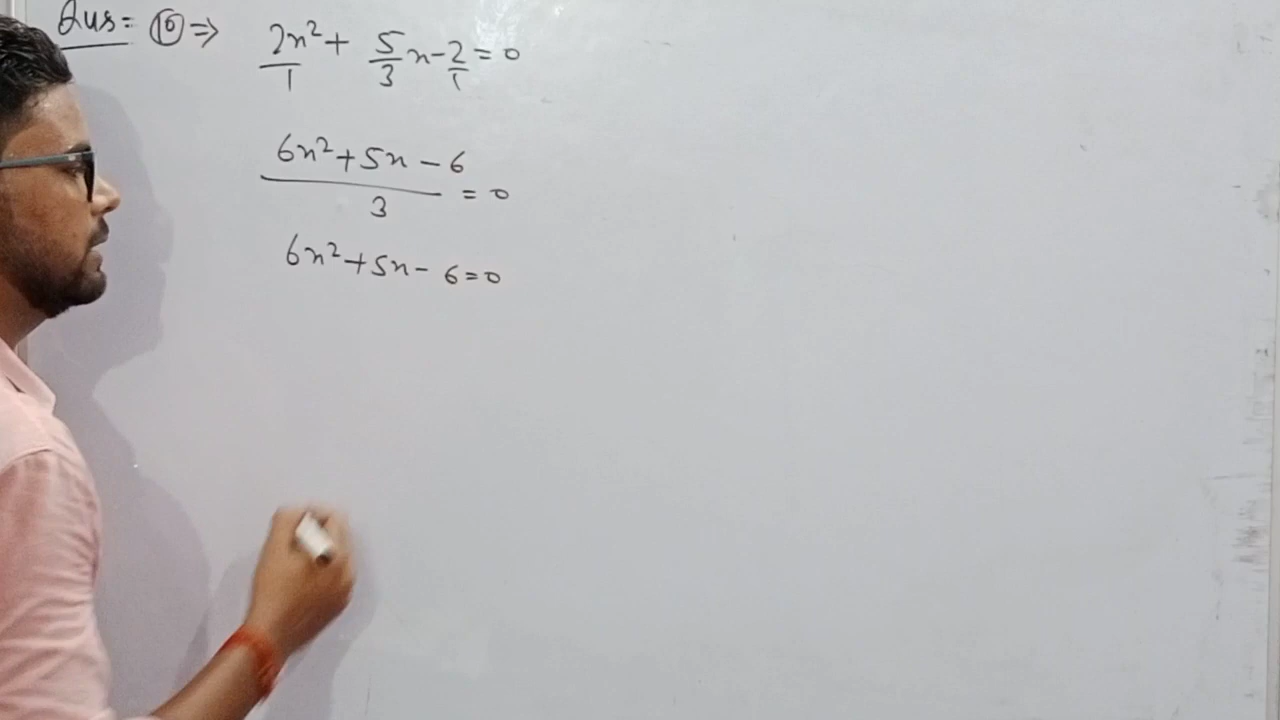 Qus = ⑯ ⇒ 2x²/1 + 5/3 x - 2/1 = 0
6x² + 5x - 6 / 3 = 0
6x² + 5x - 6 = 0